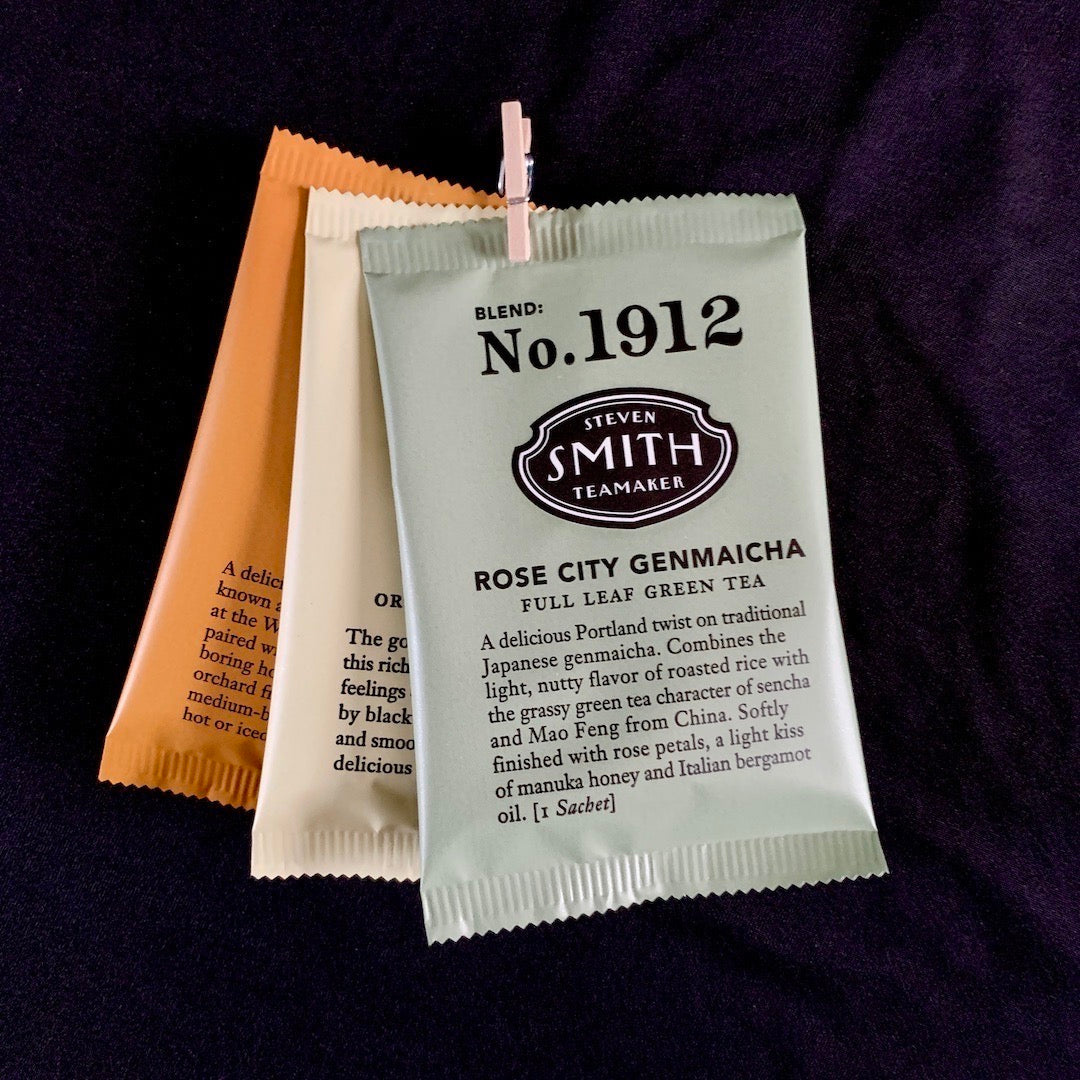 BLEND:
No. 1912
STEVEN
SMITH
TEAMAKER
ROSE CITY GENMAICHA
FULL LEAF GREEN TEA
A delicious Portland twist on traditional
Japanese genmaicha. Combines the
light, nutty flavor of roasted rice with
the grassy green tea character of sencha
and Mao Feng from China. Softly
finished with rose petals, a light kiss
of manuka honey and Italian bergamot
oil. [1 Sachet]
OR
The go
this rich
feelings
by black
and smoo
delicious
A delici
known a
at the W
paired w
boring ho
orchard f
medium-b
hot or iced